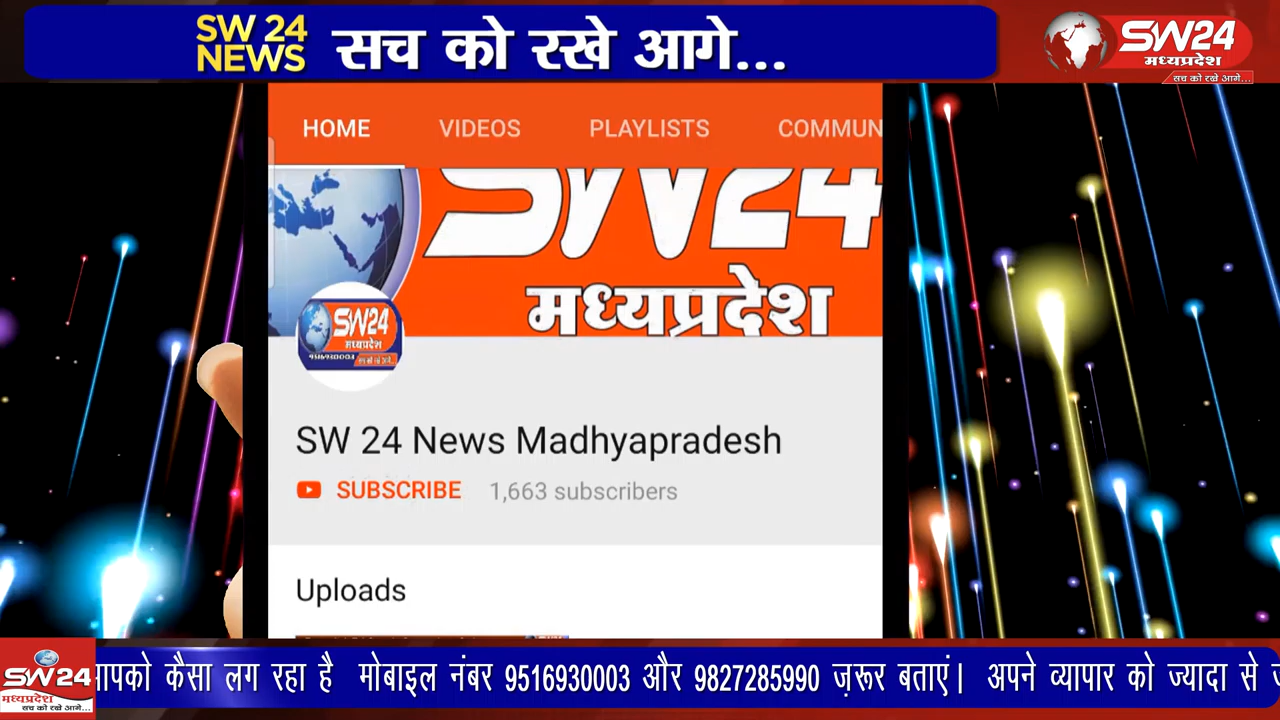 SW 24
NEWS
सच को रखे आगे...
SW24
मध्यप्रदेश
सच को रखे आगे...
HOME VIDEOS PLAYLISTS COMMUN
SW24
मध्यप्रदेश
SW24
मध्यप्रदेश
9516930003
SW 24 News Madhyapradesh
SUBSCRIBE 1,663 subscribers
Uploads
SW24
मध्यप्रदेश
सच को रखे आगे...
कैसा लग रहा है मोबाइल नंबर 9516930003 और 9827285990 ज़रूर बताएं। अपने व्यापार को ज्यादा से